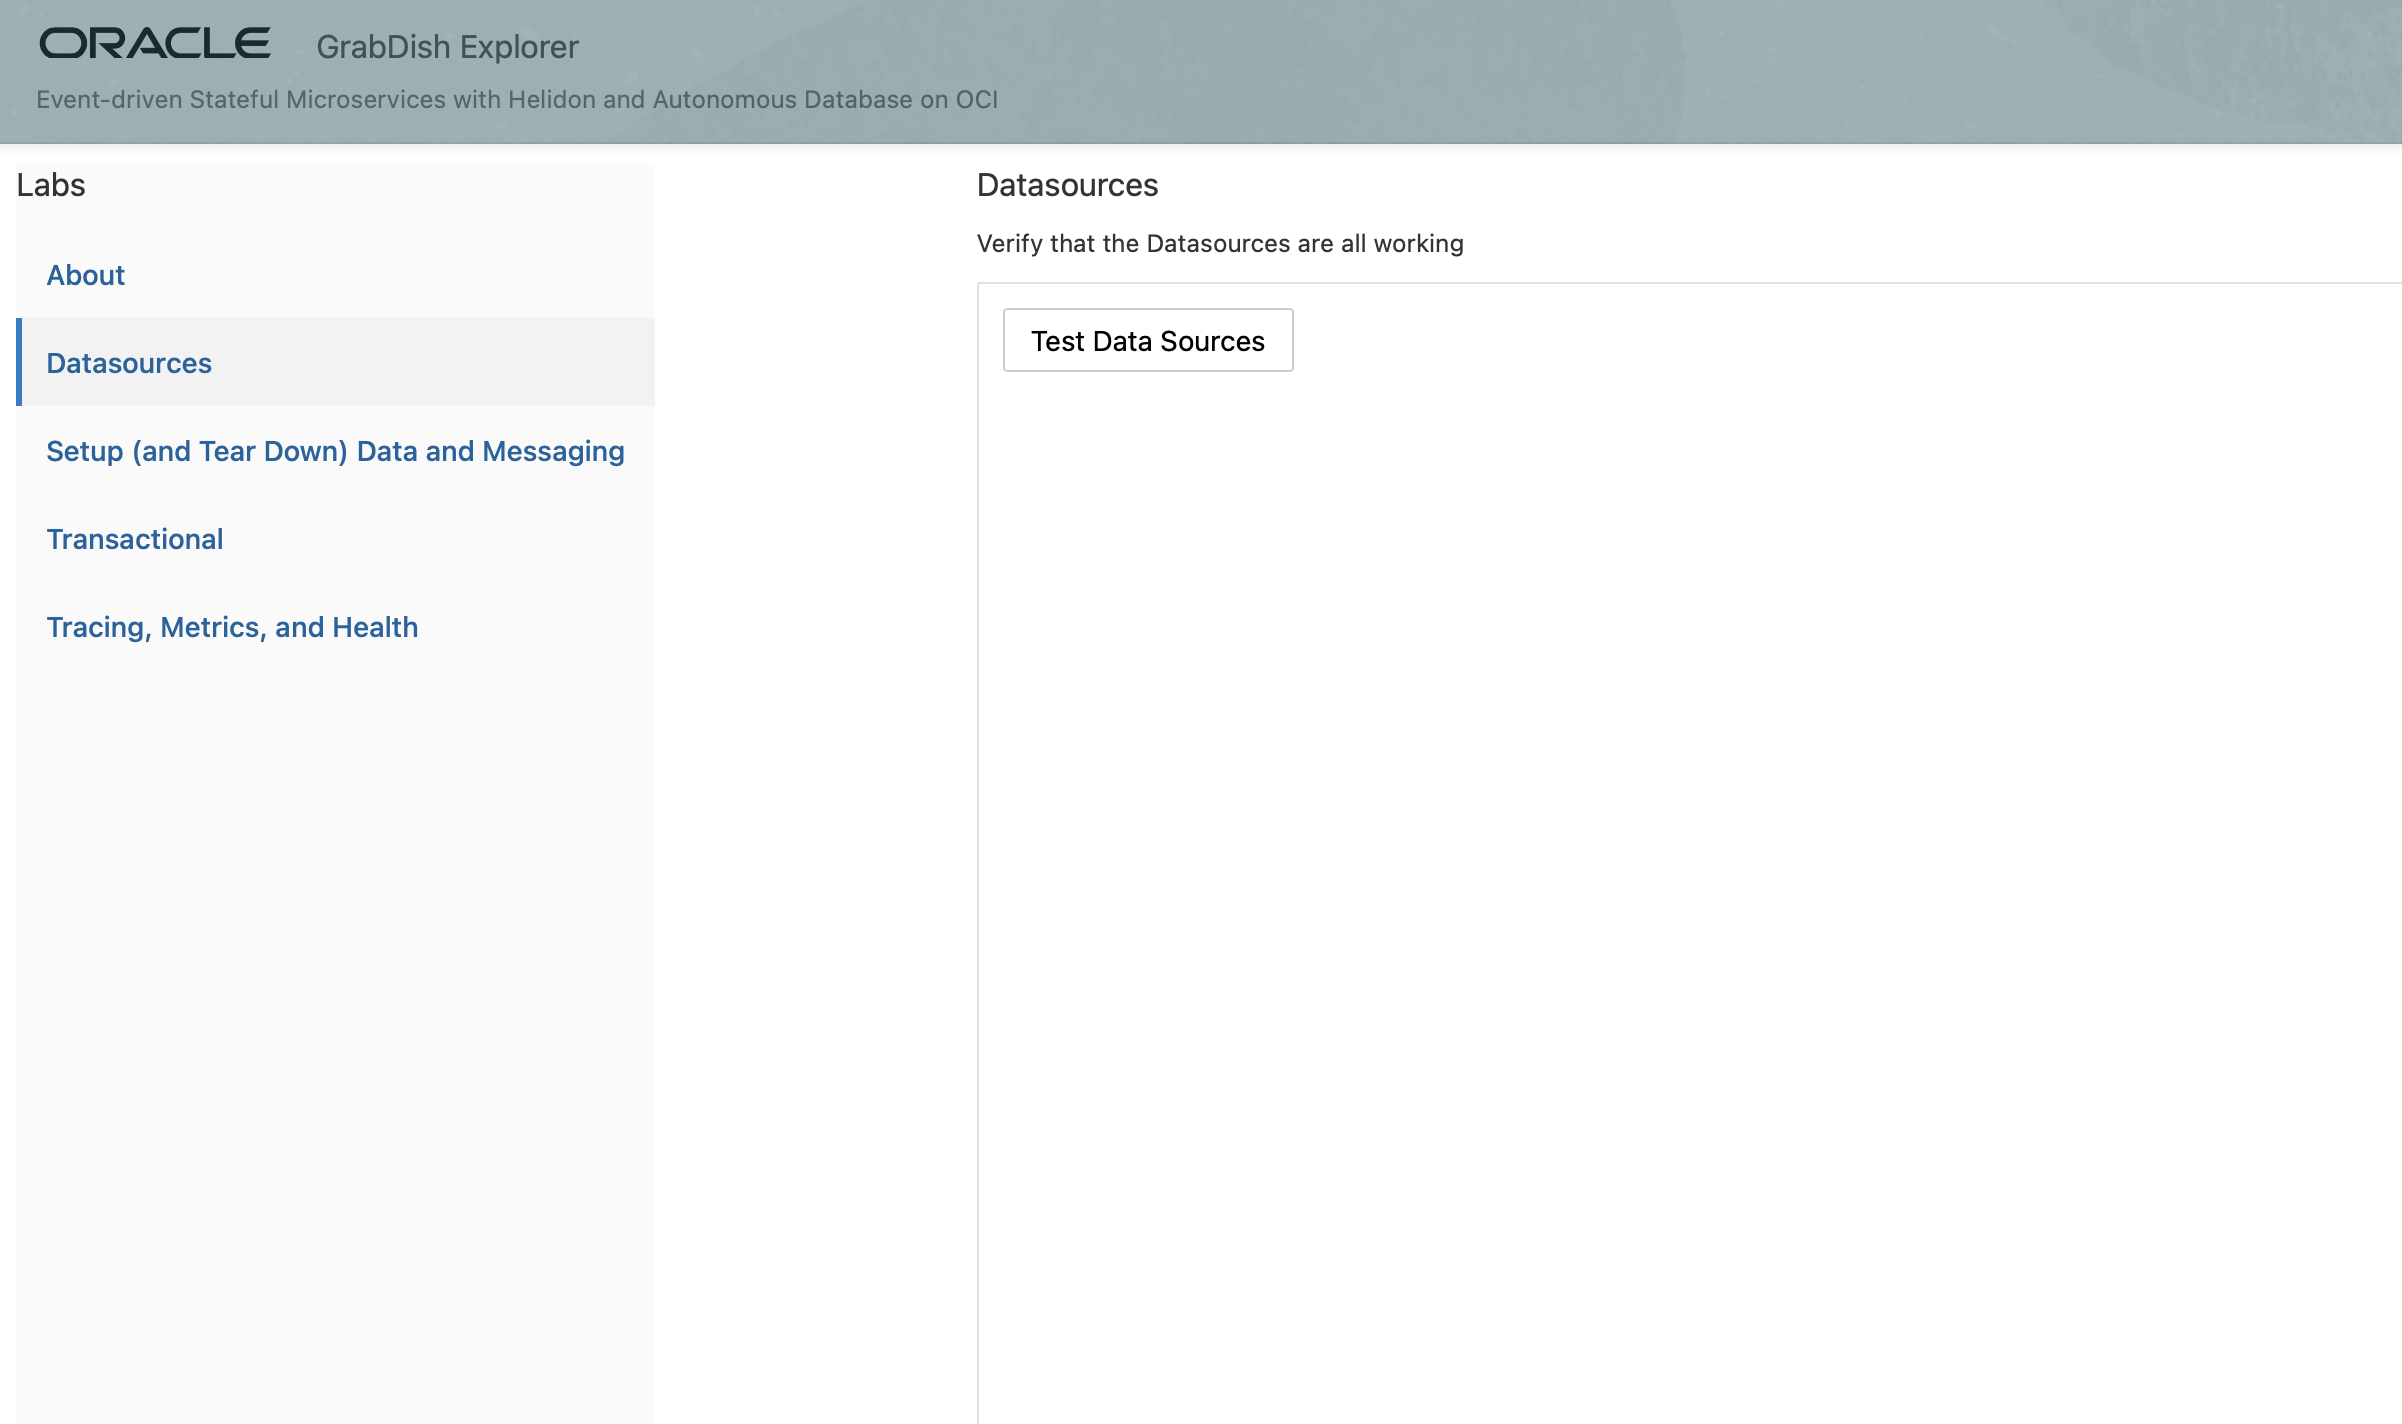 ORACLE GrabDish Explorer
Event-driven Stateful Microservices with Helidon and Autonomous Database on OCI
Labs
About
Datasources
Setup (and Tear Down) Data and Messaging
Transactional
Tracing, Metrics, and Health
Datasources
Verify that the Datasources are all working
Test Data Sources